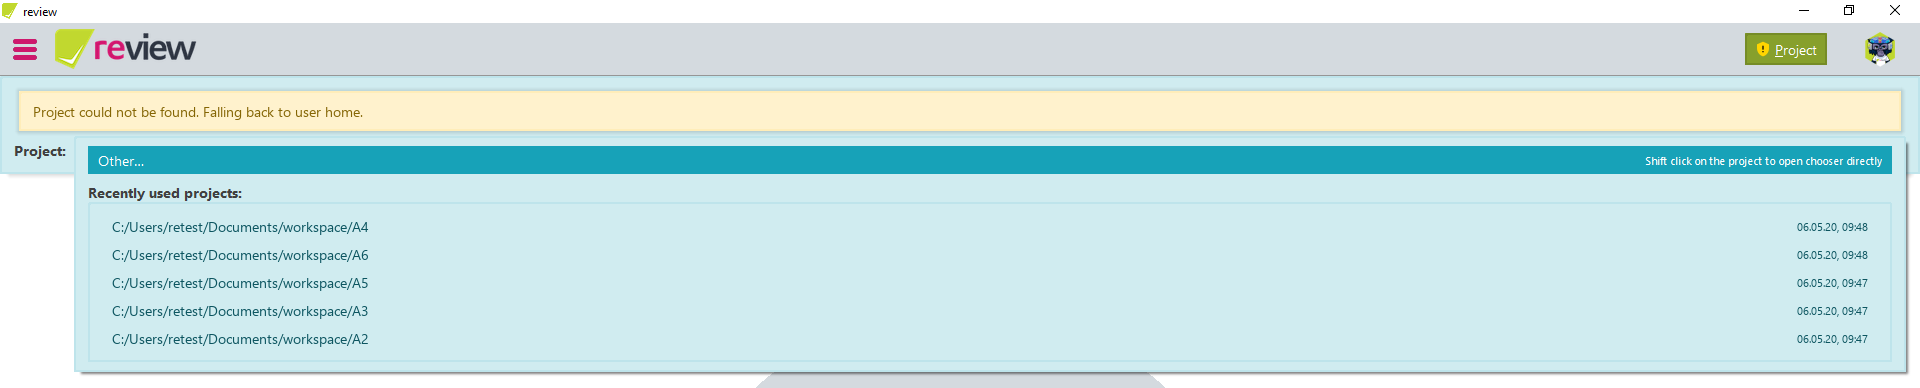 review
review
Project
Project could not be found. Falling back to user home.
Project:
Other... Shift click on the project to open chooser directly
Recently used projects:
C:/Users/retest/Documents/workspace/A4 06.05.20, 09:48
C:/Users/retest/Documents/workspace/A6 06.05.20, 09:48
C:/Users/retest/Documents/workspace/A5 06.05.20, 09:47
C:/Users/retest/Documents/workspace/A3 06.05.20, 09:47
C:/Users/retest/Documents/workspace/A2 06.05.20, 09:47